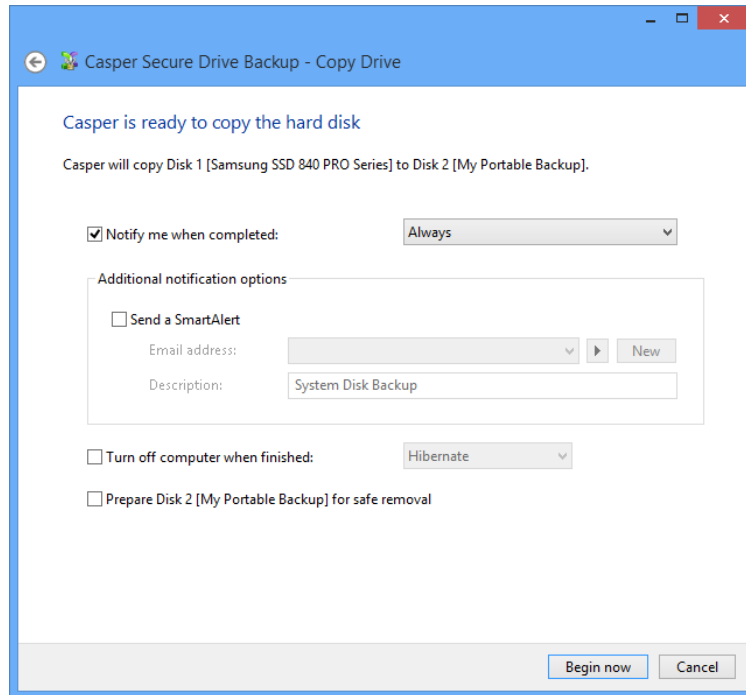 Casper Secure Drive Backup - Copy Drive
Casper is ready to copy the hard disk
Casper will copy Disk 1 [Samsung SSD 840 PRO Series] to Disk 2 [My Portable Backup].
Notify me when completed: Always
Additional notification options
Send a SmartAlert
Email address: New
Description: System Disk Backup
Turn off computer when finished: Hibernate
Prepare Disk 2 [My Portable Backup] for safe removal
Begin now Cancel